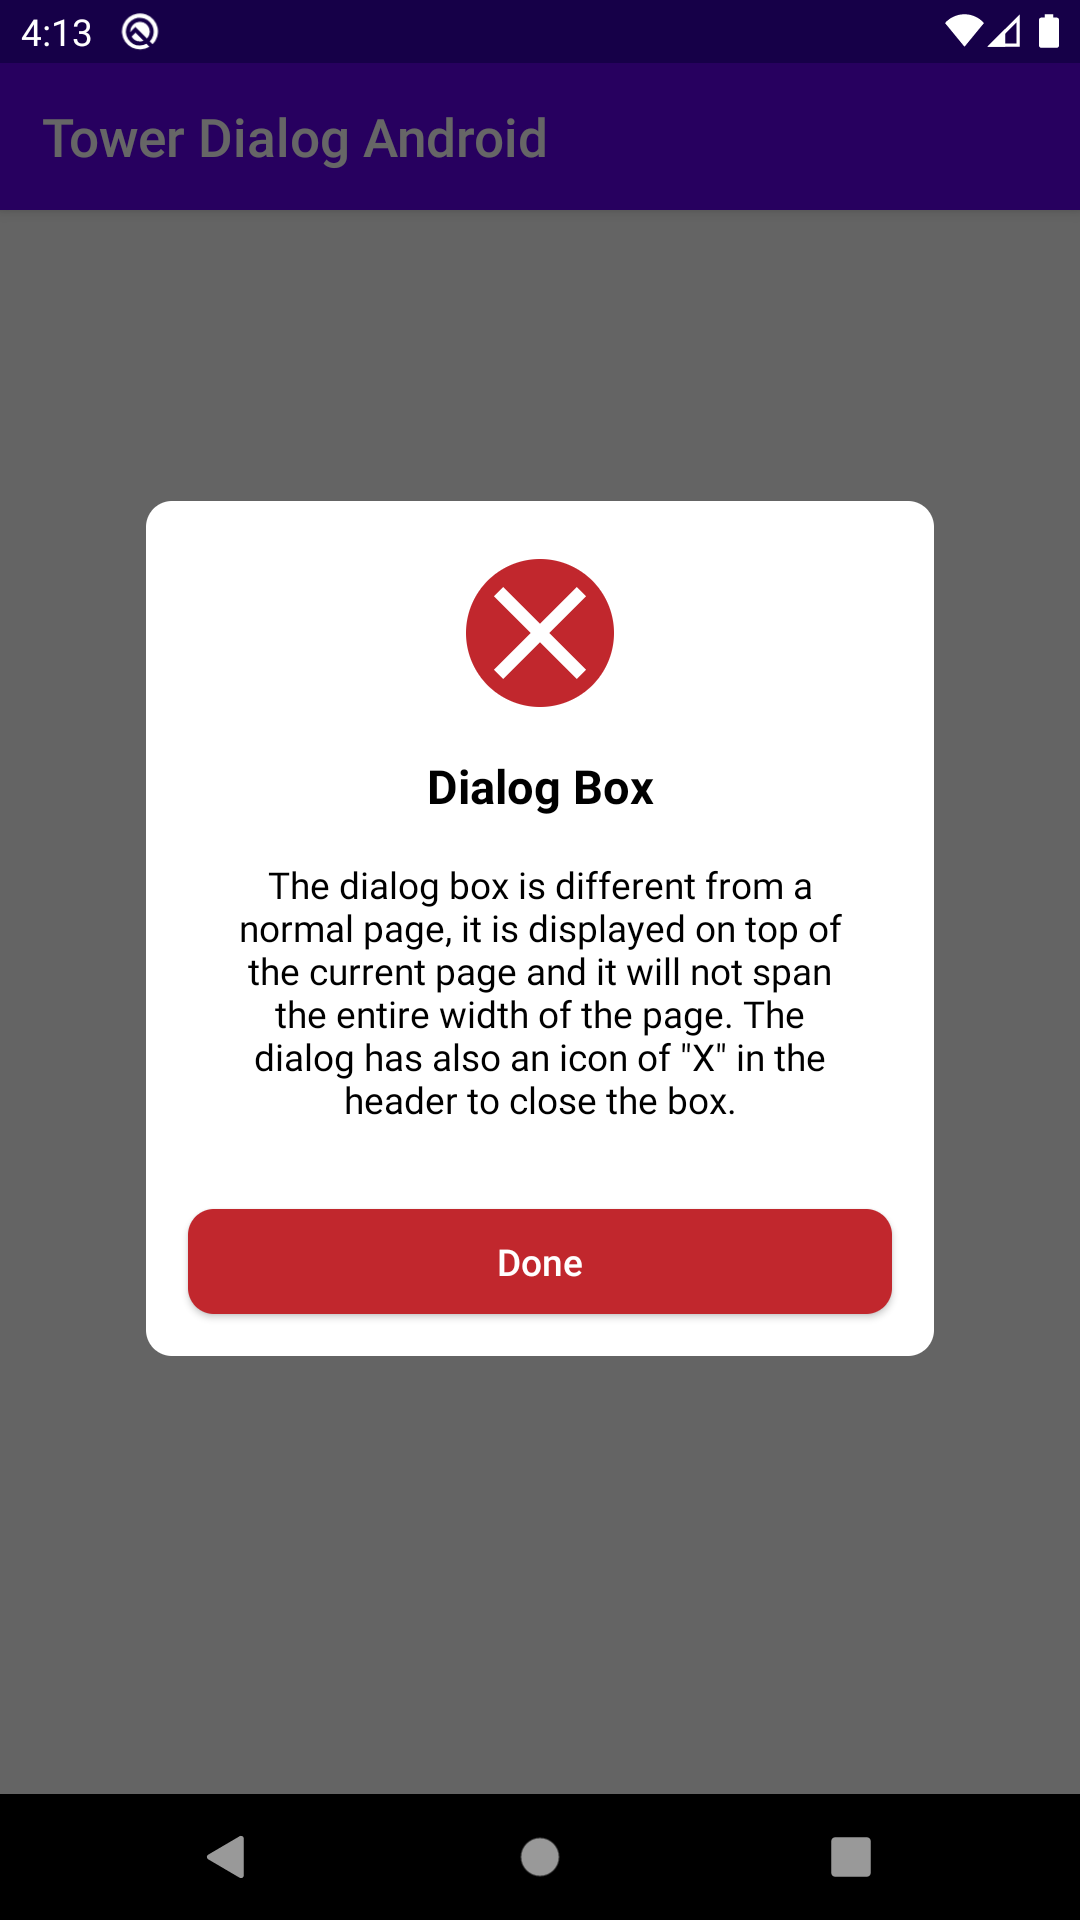 4:13
Tower Dialog Android
Dialog Box
The dialog box is different from a
normal page, it is displayed on top of
the current page and it will not span
the entire width of the page. The
dialog has also an icon of "X" in the
header to close the box.
Done